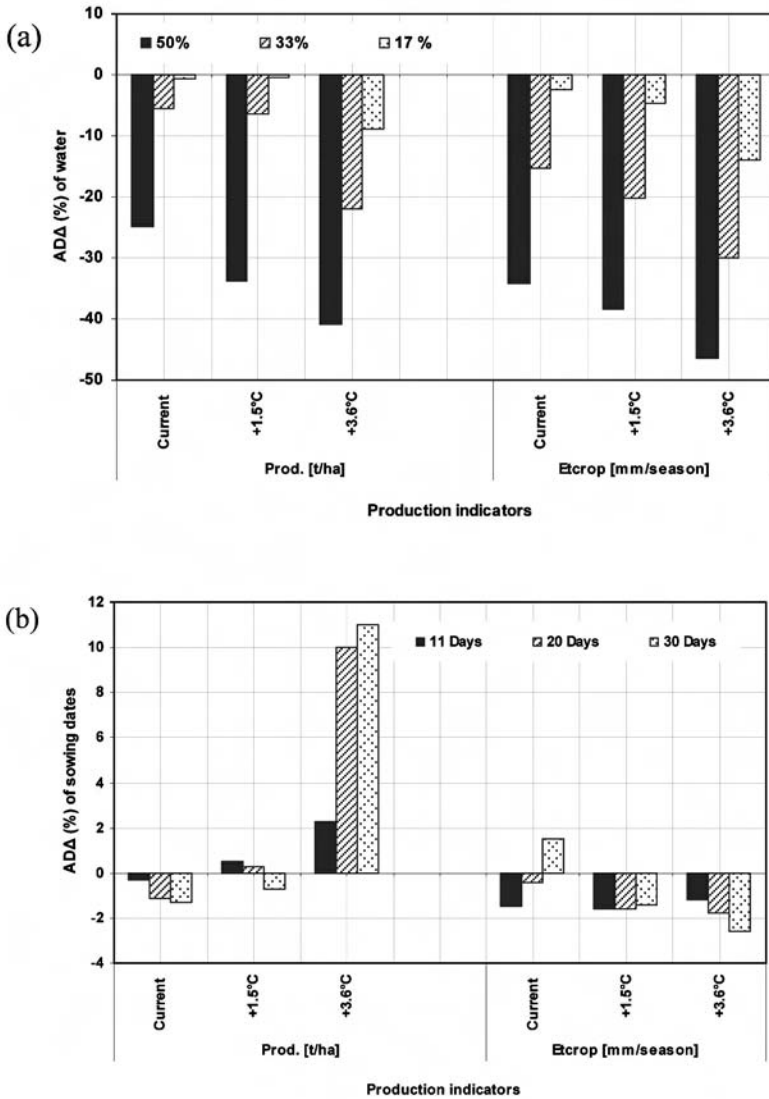 (a)
10
0
-10
-20
-30
-40
-50
ADΔ (%) of water
50% 33% 17 %
Current +1.5°C +3.6°C Current +1.5°C +3.6°C
Prod. [t/ha] Etcrop [mm/season]
Production indicators
(b)
12
10
8
6
4
2
0
-2
-4
ADΔ (%) of sowing dates
11 Days 20 Days 30 Days
Current +1.5°C +3.6°C Current +1.5°C +3.6°C
Prod. [t/ha] Etcrop [mm/season]
Production indicators